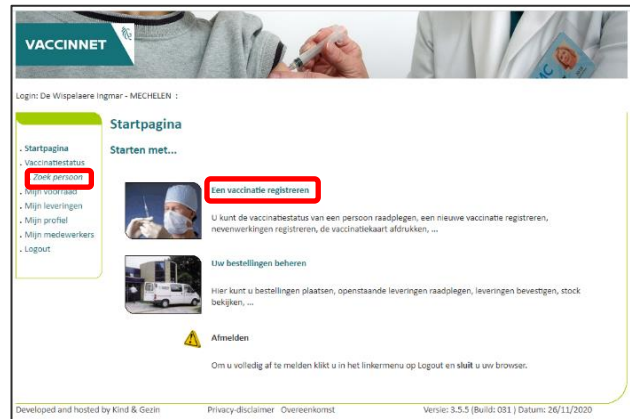 VACCINNET
Login: De Wispelaere Ingmar - MECHELEN :
Startpagina
. Startpagina
. Vaccinatiestatus
Zoek persoon
. Mijn voorraad
. Mijn leveringen
. Mijn profiel
. Mijn medewerkers
. Logout
Starten met...
Een vaccinatie registreren
U kunt de vaccinatiestatus van een persoon raadplegen, een nieuwe vaccinatie registreren,
nevenwerkingen registreren, de vaccinatiekaart afdrukken, ...
Uw bestellingen beheren
Hier kunt u bestellingen plaatsen, openstaande leveringen raadplegen, leveringen bevestigen, stock
bekijken, ...
Afmelden
Om u volledig af te melden klikt u in het linkermenu op Logout en sluit u uw browser.
Developed and hosted by Kind & Gezin Privacy-disclaimer Overeenkomst Versie: 3.5.5 (Build: 031 ) Datum: 26/11/2020